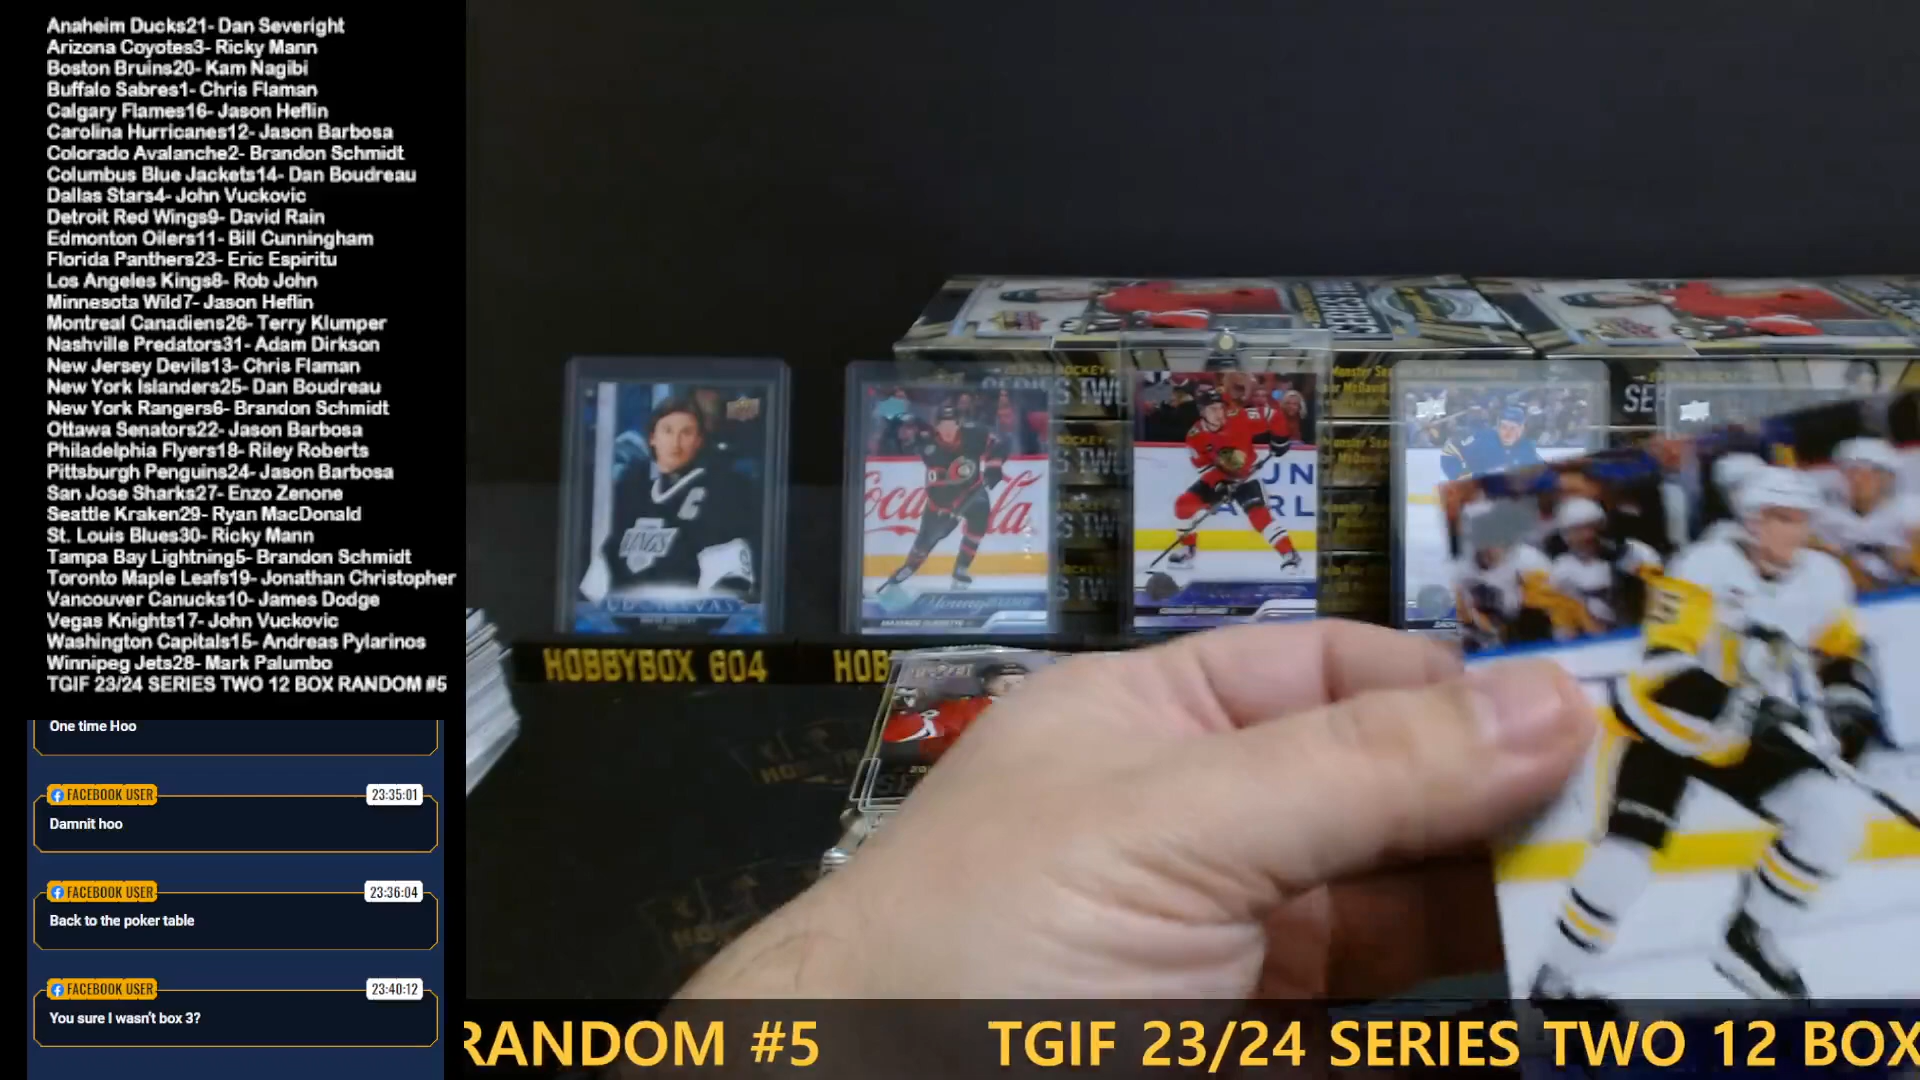 Anaheim Ducks21- Dan Severight
Arizona Coyotes3- Ricky Mann
Boston Bruins20- Kam Nagibi
Buffalo Sabres1- Chris Flaman
Calgary Flames16- Jason Heflin
Carolina Hurricanes12- Jason Barbosa
Colorado Avalanche2- Brandon Schmidt
Columbus Blue Jackets14- Dan Boudreau
Dallas Stars4- John Vuckovic
Detroit Red Wings9- David Rain
Edmonton Oilers11- Bill Cunningham
Florida Panthers23- Eric Espiritu
Los Angeles Kings8- Rob John
Minnesota Wild7- Jason Heflin
Montreal Canadiens26- Terry Klumper
Nashville Predators31- Adam Dirkson
New Jersey Devils13- Chris Flaman
New York Islanders25- Dan Boudreau
New York Rangers6- Brandon Schmidt
Ottawa Senators22- Jason Barbosa
Philadelphia Flyers18- Riley Roberts
Pittsburgh Penguins24- Jason Barbosa
San Jose Sharks27- Enzo Zenone
Seattle Kraken29- Ryan MacDonald
St. Louis Blues30- Ricky Mann
Tampa Bay Lightning5- Brandon Schmidt
Toronto Maple Leafs19- Jonathan Christopher
Vancouver Canucks10- James Dodge
Vegas Knights17- John Vuckovic
Washington Capitals15- Andreas Pylarinos
Winnipeg Jets28- Mark Palumbo
TGIF 23/24 SERIES TWO 12 BOX RANDOM #5
One time Hoo
FACEBOOK USER 23:35:01
Damnit hoo
FACEBOOK USER 23:36:04
Back to the poker table
FACEBOOK USER 23:40:12
You sure I wasn't box 3?
Coca Cola
KINGS
UD CANVAS
Young
HOBBYBOX 604 HOB
RANDOM #5 TGIF 23/24 SERIES TWO 12 BOX